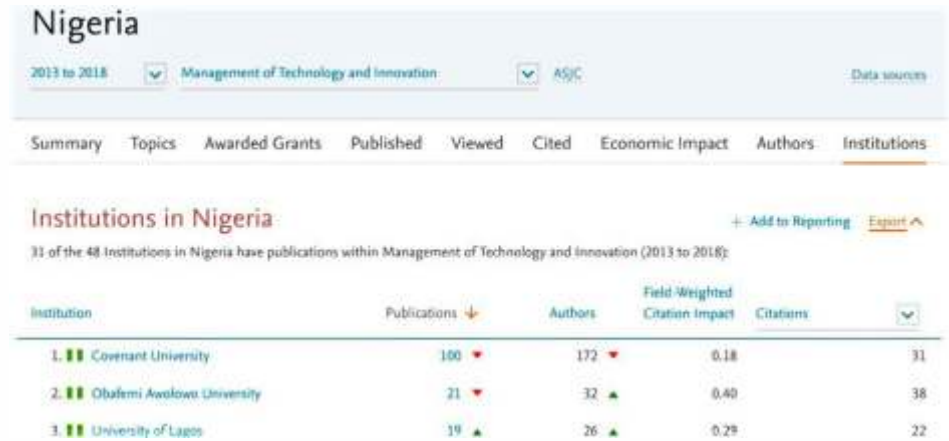 Nigeria
2013 to 2018 Management of Technology and Innovation ASJC Data sources
Summary Topics Awarded Grants Published Viewed Cited Economic Impact Authors Institutions
Institutions in Nigeria + Add to Reporting Export
31 of the 48 Institutions in Nigeria have publications within Management of Technology and Innovation (2013 to 2018):
Institution Publications Authors Field-Weighted Citation Impact Citations
1. Covenant University 100 172 0.18 31
2. Obafemi Awolowo University 21 32 0.40 38
3. University of Lagos 19 26 0.29 22